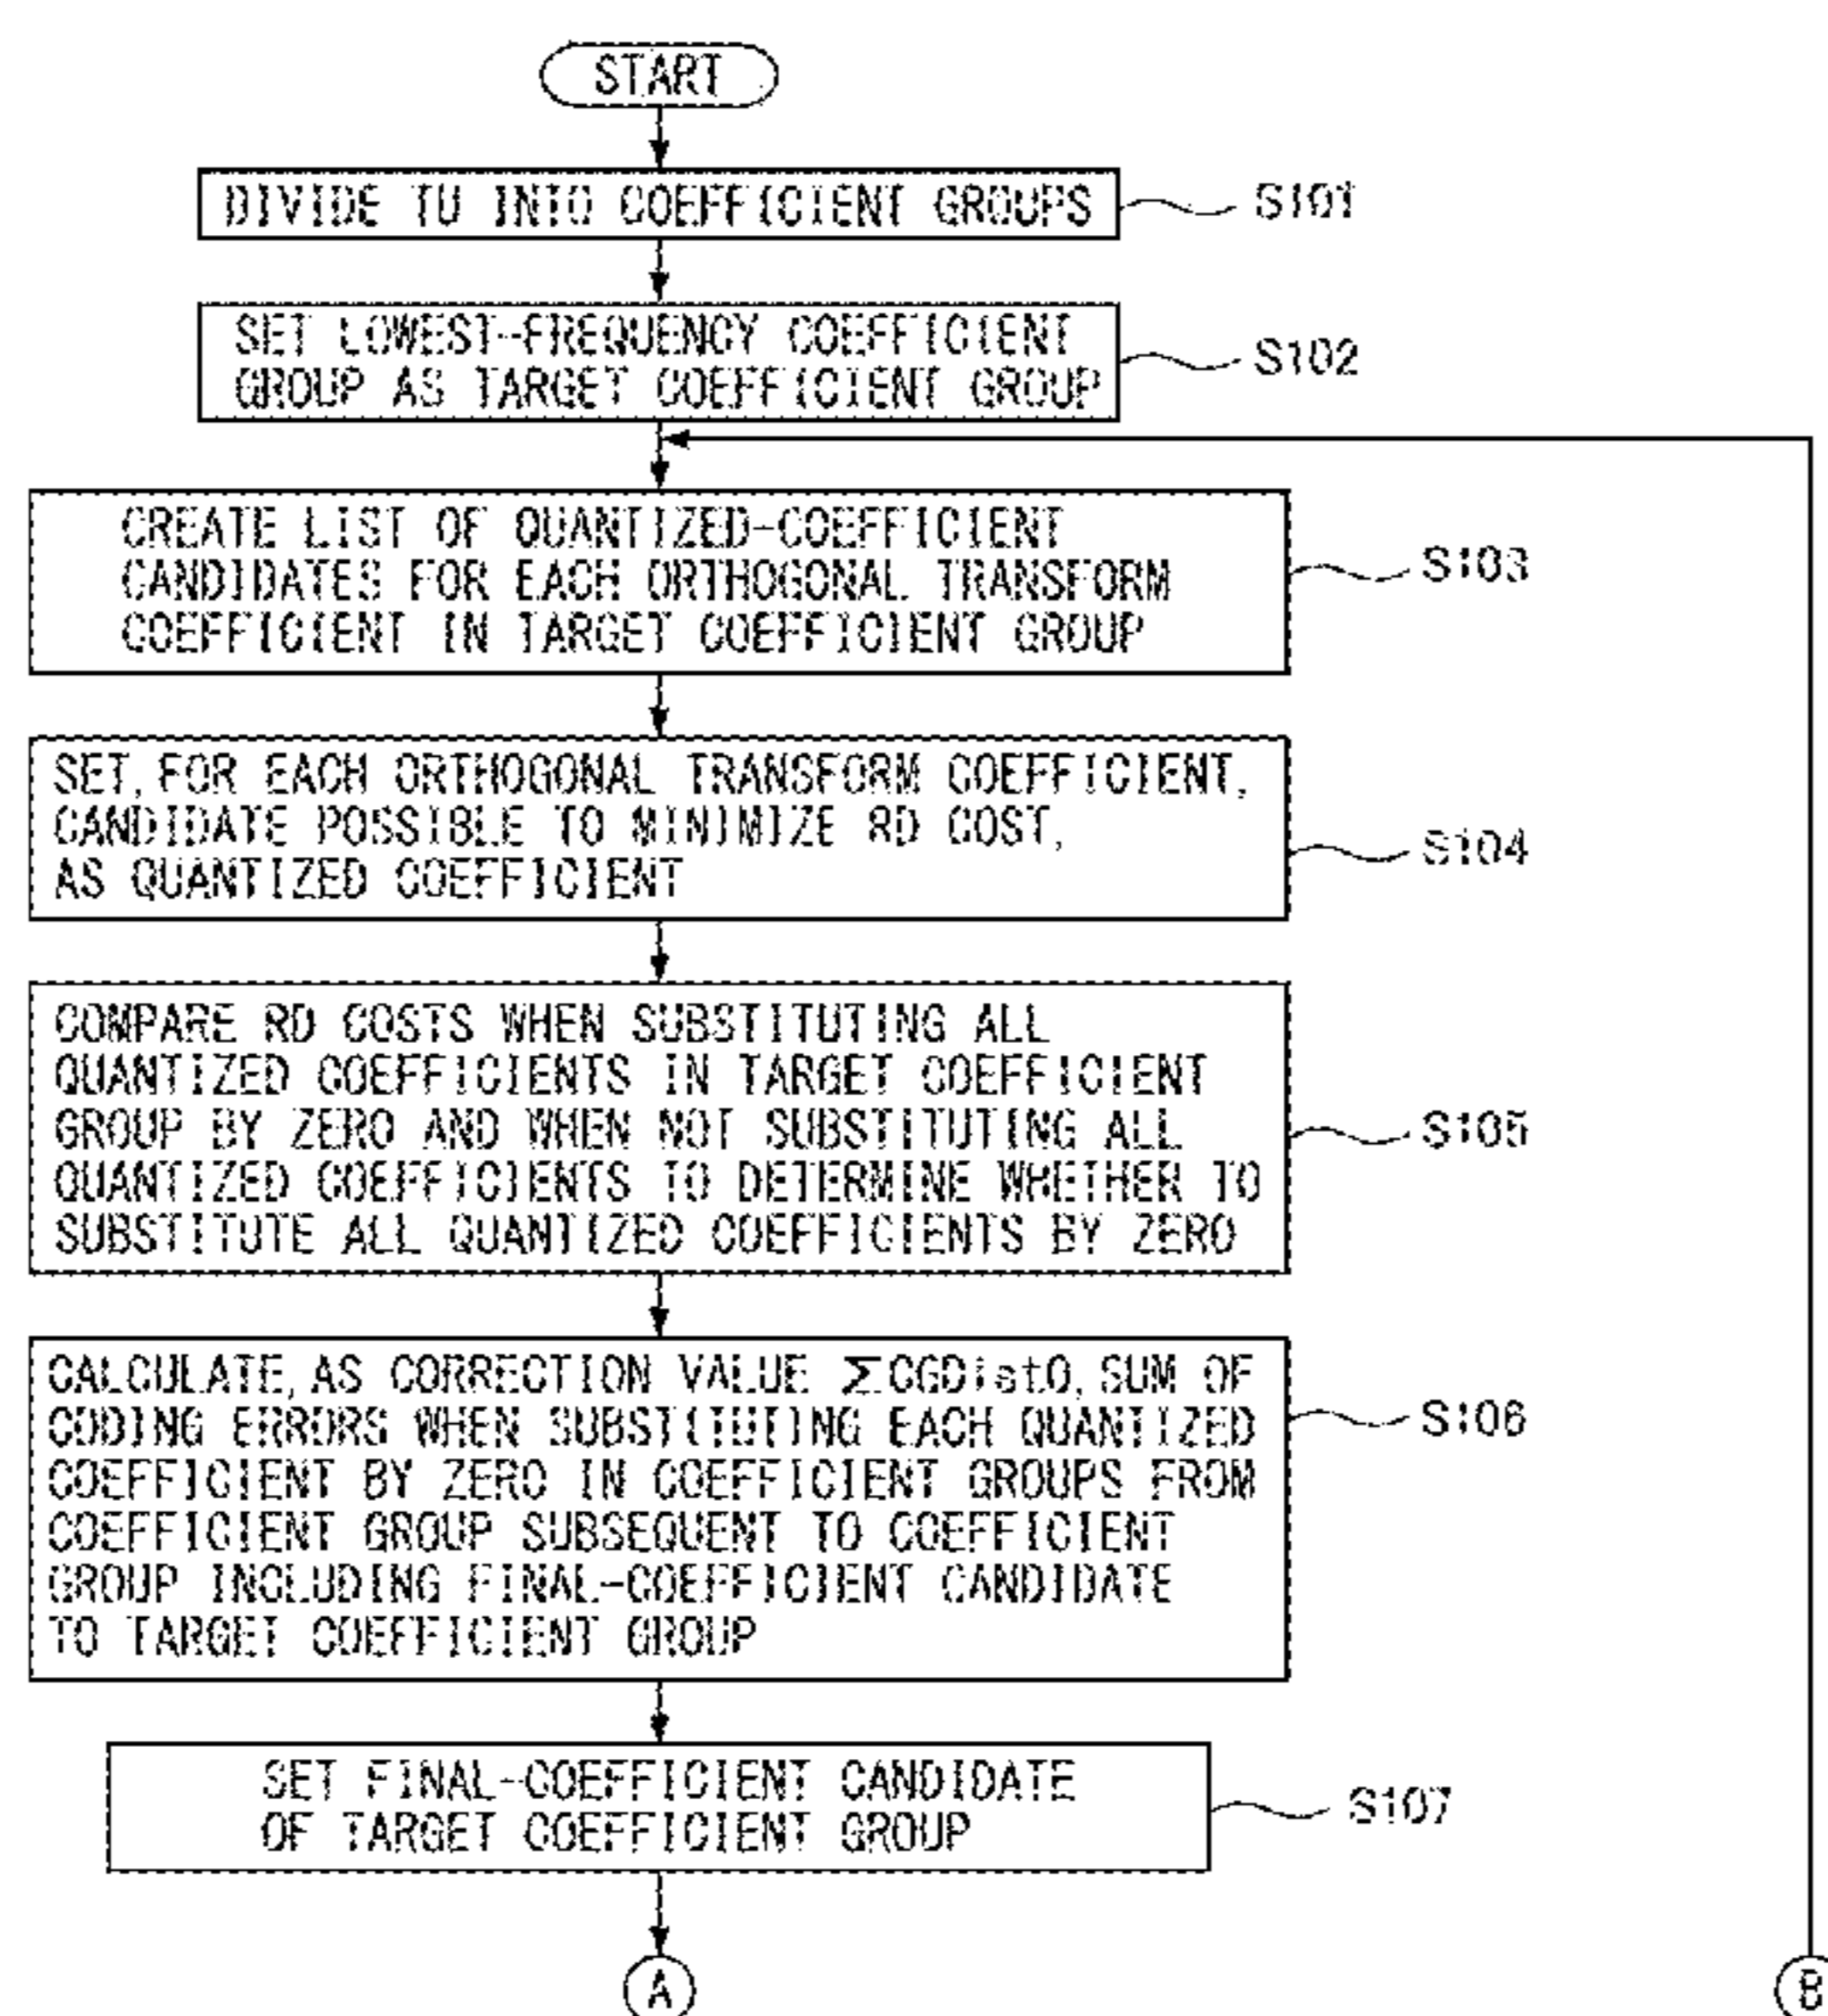 START
DIVIDE TU INTO COEFFICIENT GROUPS
S101
SET LOWEST-FREQUENCY COEFFICIENT
GROUP AS TARGET COEFFICIENT GROUP
S102
CREATE LIST OF QUANTIZED-COEFFICIENT
CANDIDATES FOR EACH ORTHOGONAL TRANSFORM
COEFFICIENT IN TARGET COEFFICIENT GROUP
S103
SET, FOR EACH ORTHOGONAL TRANSFORM COEFFICIENT,
CANDIDATE POSSIBLE TO MINIMIZE RD COST,
AS QUANTIZED COEFFICIENT
S104
COMPARE RD COSTS WHEN SUBSTITUTING ALL
QUANTIZED COEFFICIENTS IN TARGET COEFFICIENT
GROUP BY ZERO AND WHEN NOT SUBSTITUTING ALL
QUANTIZED COEFFICIENTS TO DETERMINE WHETHER TO
SUBSTITUTE ALL QUANTIZED COEFFICIENTS BY ZERO
S105
CALCULATE, AS CORRECTION VALUE ΣCGDist0, SUM OF
CODING ERRORS WHEN SUBSTITUTING EACH QUANTIZED
COEFFICIENT BY ZERO IN COEFFICIENT GROUPS FROM
COEFFICIENT GROUP SUBSEQUENT TO COEFFICIENT
GROUP INCLUDING FINAL-COEFFICIENT CANDIDATE
TO TARGET COEFFICIENT GROUP
S106
SET FINAL-COEFFICIENT CANDIDATE
OF TARGET COEFFICIENT GROUP
S107
A
B